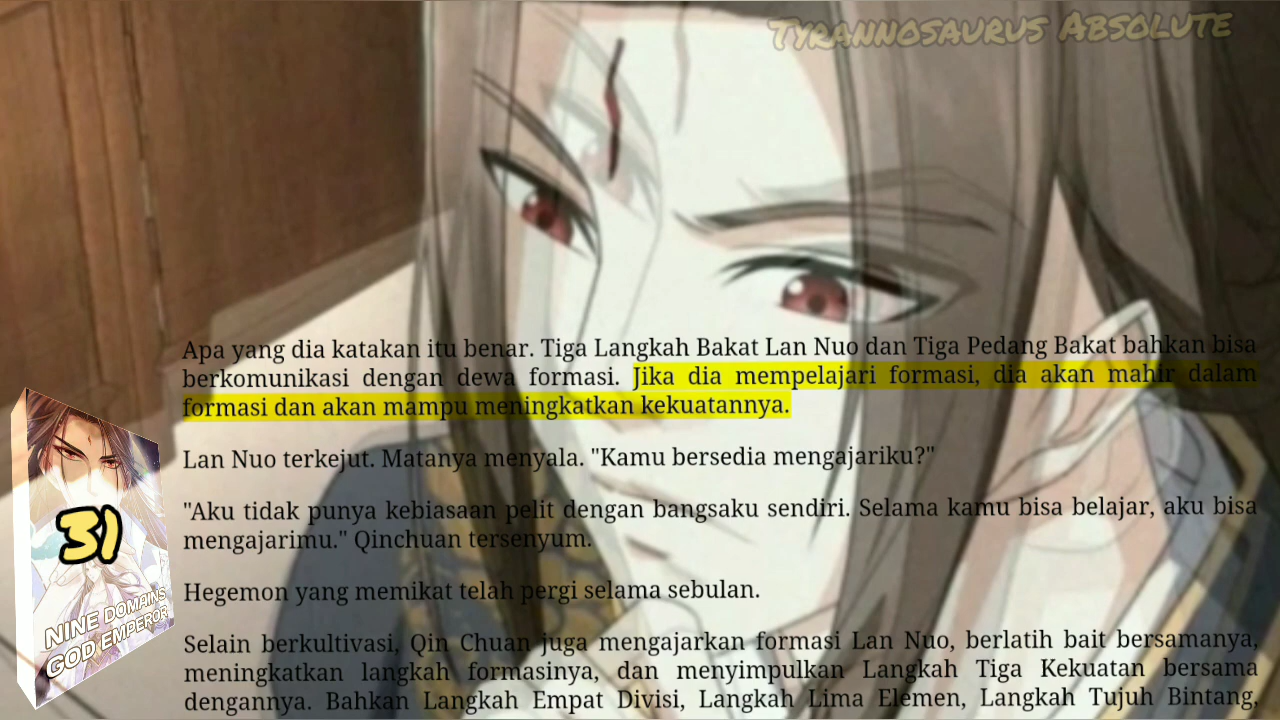 Tyrannosaurus Absolute
Apa yang dia katakan itu benar. Tiga Langkah Bakat Lan Nuo dan Tiga Pedang Bakat bahkan bisa
berkomunikasi dengan dewa formasi. Jika dia mempelajari formasi, dia akan mahir dalam
formasi dan akan mampu meningkatkan kekuatannya.
Lan Nuo terkejut. Matanya menyala. "Kamu bersedia mengajariku?"
"Aku tidak punya kebiasaan pelit dengan bangsaku sendiri. Selama kamu bisa belajar, aku bisa
mengajarimu." Qinchuan tersenyum.
Hegemon yang memikat telah pergi selama sebulan.
Selain berkultivasi, Qin Chuan juga mengajarkan formasi Lan Nuo, berlatih bait bersamanya,
meningkatkan langkah formasinya, dan menyimpulkan Langkah Tiga Kekuatan bersama
dengannya. Bahkan Langkah Empat Divisi, Langkah Lima Elemen, Langkah Tujuh Bintang,
31
NINE DOMAINS
GOD EMPEROR